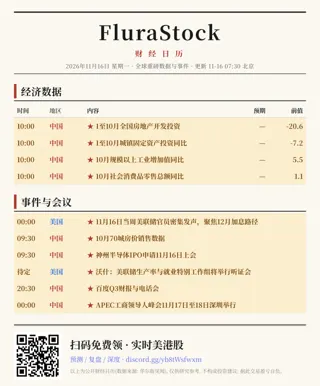 FluraStock
财经日历
2026年11月16日 星期一 · 全球重磅数据与事件 · 更新 11-16 07:30 北京
经济数据
时间 地区 内容 预期 前值
10:00 中国 ★ 1至10月全国房地产开发投资 — -20.6
10:00 中国 ★ 1至10月城镇固定资产投资同比 — -7.2
10:00 中国 ★ 10月规模以上工业增加值同比 — 5.5
10:00 中国 ★ 10月社会消费品零售总额同比 — 1.1
事件与会议
00:00 美国 ★ 11月16日当周美联储官员密集发声，聚焦12月加息路径
09:30 中国 ★ 10月70城房价销售数据
09:30 中国 ★ 神州半导体IPO申请11月16日上会
待定 美国 ★ 沃什：美联储生产率与就业特别工作组将举行听证会
20:30 中国 ★ 百度Q3财报与电话会
00:00 中国 ★ APEC工商领导人峰会11月17日至18日深圳举行
扫码免费领 · 实时美港股
预测 / 复盘 / 深度 · discord.gg/yh8tWsfwxm